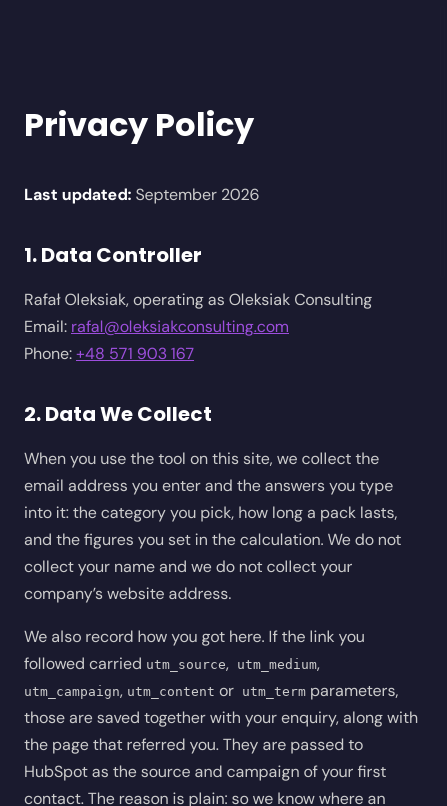 Privacy Policy
Last updated: September 2026
1. Data Controller
Rafał Oleksiak, operating as Oleksiak Consulting
Email: rafal@oleksiakconsulting.com
Phone: +48 571 903 167
2. Data We Collect
When you use the tool on this site, we collect the
email address you enter and the answers you type
into it: the category you pick, how long a pack lasts,
and the figures you set in the calculation. We do not
collect your name and we do not collect your
company’s website address.
We also record how you got here. If the link you
followed carried utm_source, utm_medium,
utm_campaign, utm_content or utm_term parameters,
those are saved together with your enquiry, along with
the page that referred you. They are passed to
HubSpot as the source and campaign of your first
contact. The reason is plain: so we know where an